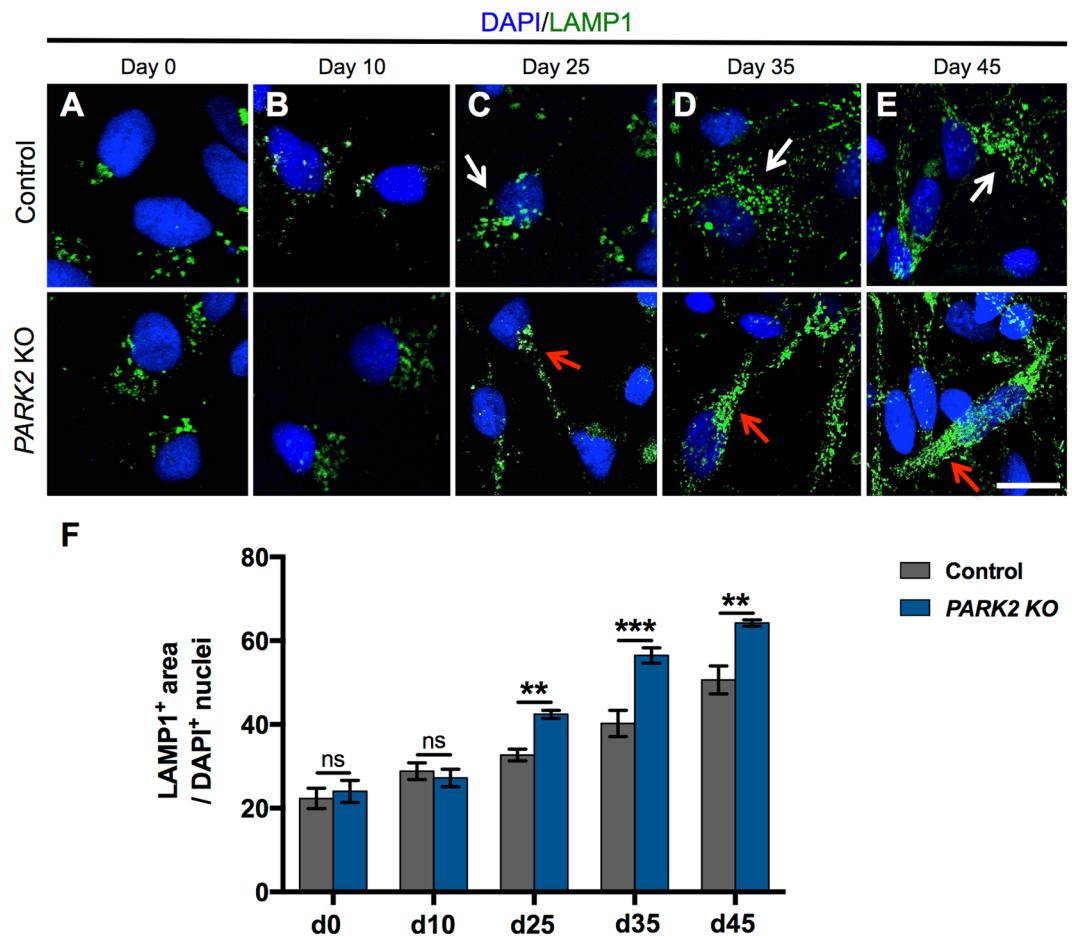 DAPI/LAMP1
Day 0 Day 10 Day 25 Day 35 Day 45
Control
A B C D E
PARK2 KO
F
LAMP1+ area
/ DAPI+ nuclei
80
60
40
20
0
ns ns ** *** **
d0 d10 d25 d35 d45
Control
PARK2 KO